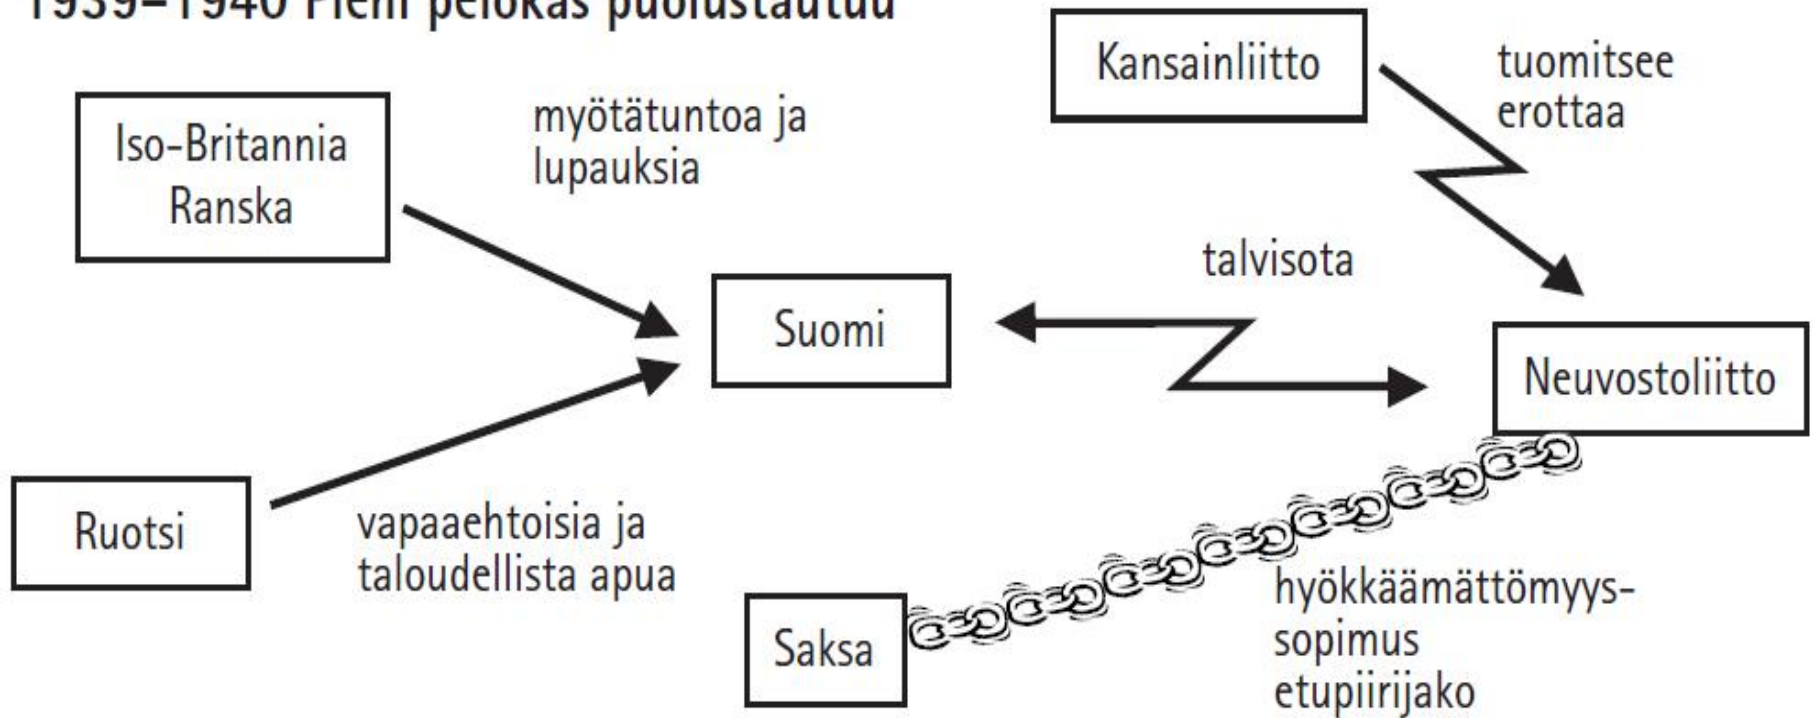 1939–1940 Pieni pelokas puolustautuu
Kansainliitto
tuomitsee
erottaa
Iso-Britannia
Ranska
myötätuntoa ja
lupauksia
talvisota
Suomi
Neuvostoliitto
Ruotsi
vapaaehtoisia ja
taloudellista apua
Saksa
hyökkäämättömyys-
sopimus
etupiirijako